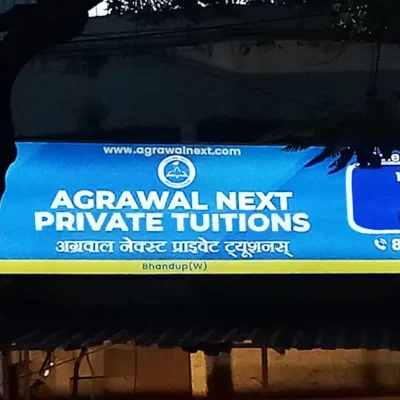 www.agrawalnext.com
AGRAWAL NEXT
PRIVATE TUITIONS
अग्रवाल नेक्स्ट प्राइवेट ट्यूशनस्
Bhandup(W)